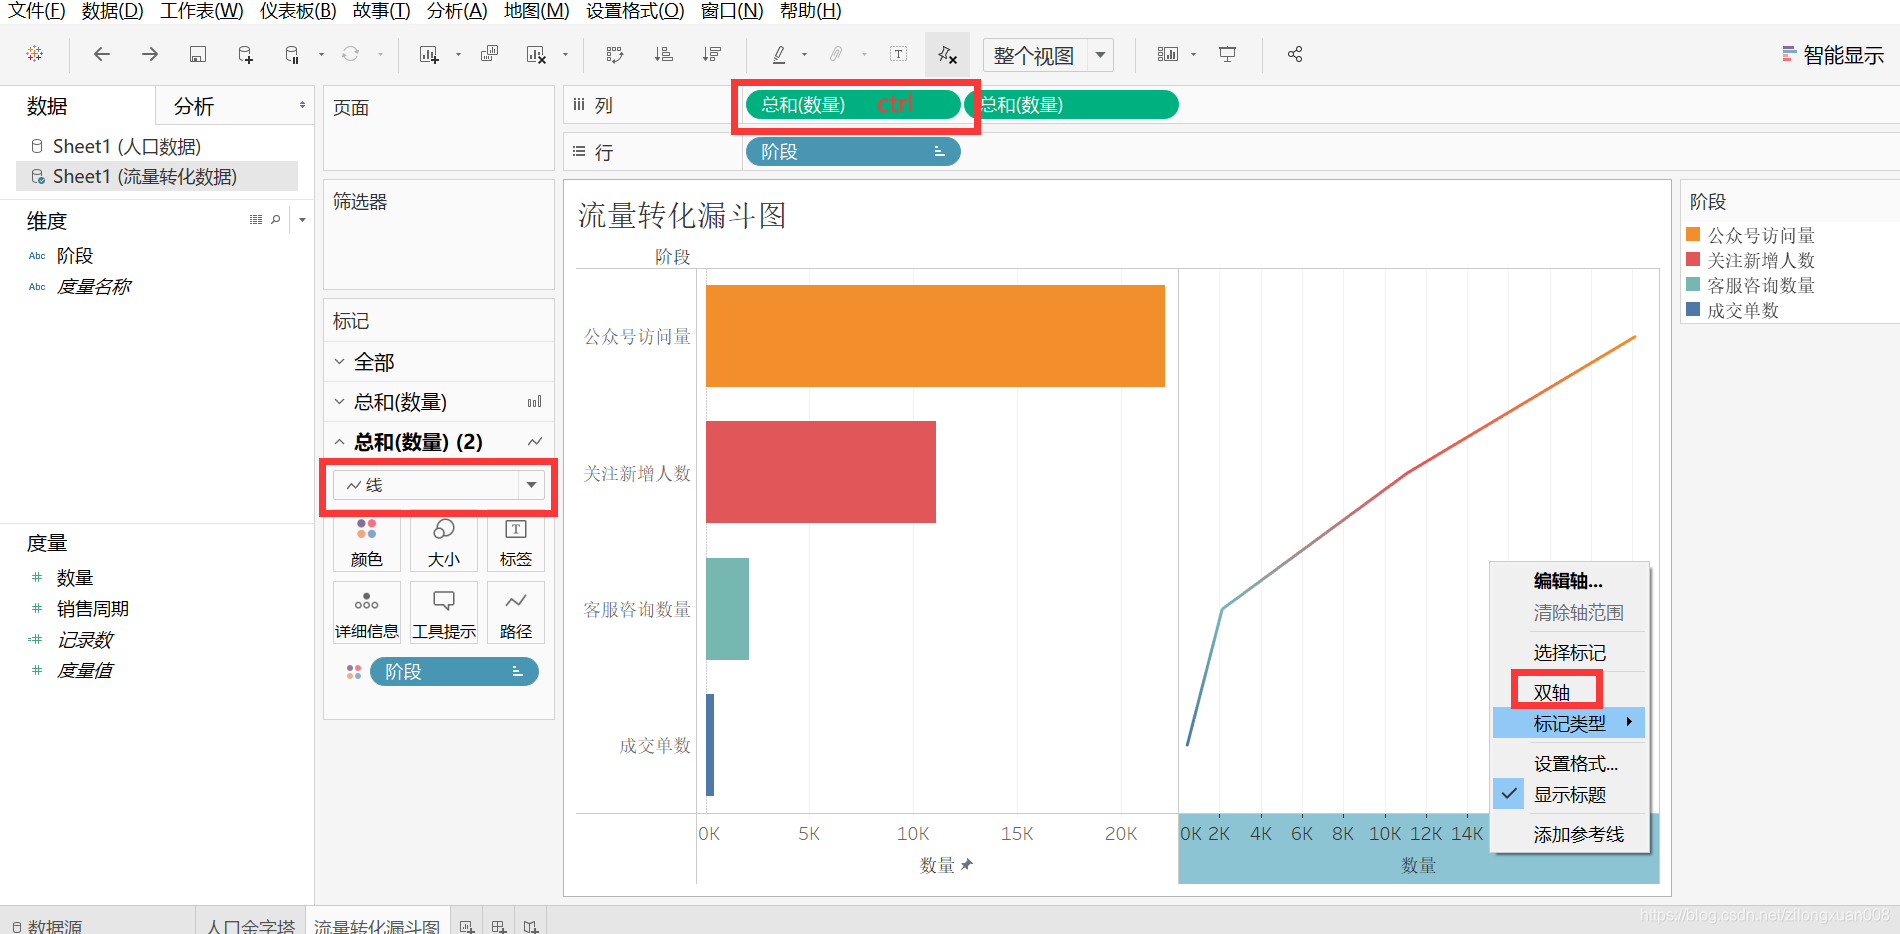 文件(F) 数据(D) 工作表(W) 仪表板(B) 故事(T) 分析(A) 地图(M) 设置格式(O) 窗口(N) 帮助(H)
整个视图
智能显示
数据
分析
Sheet1 (人口数据)
Sheet1 (流量转化数据)
维度
Abc 阶段
Abc 度量名称
度量
数量
销售周期
记录数
度量值
页面
筛选器
标记
全部
总和(数量)
总和(数量) (2)
线
颜色
大小
标签
详细信息
工具提示
路径
阶段
列
总和(数量)
ctrl
总和(数量)
行
阶段
流量转化漏斗图
阶段
公众号访问量
关注新增人数
客服咨询数量
成交单数
0K 5K 10K 15K 20K
数量
0K 2K 4K 6K 8K 10K 12K 14K
数量
编辑轴...
清除轴范围
选择标记
双轴
标记类型
设置格式...
显示标题
添加参考线
阶段
公众号访问量
关注新增人数
客服咨询数量
成交单数
数据源
人口金字塔
流量转化漏斗图
https://blog.csdn.net/zilongxuan008